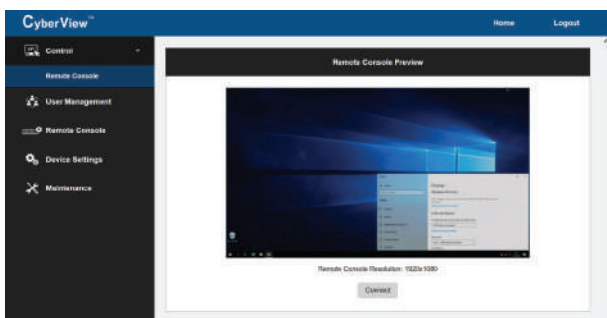 CyberView™
Home
Logout
Control
Remote Console
User Management
Remote Console
Device Settings
Maintenance
Remote Console Preview
Remote Console Resolution: 1920x1080
Connect